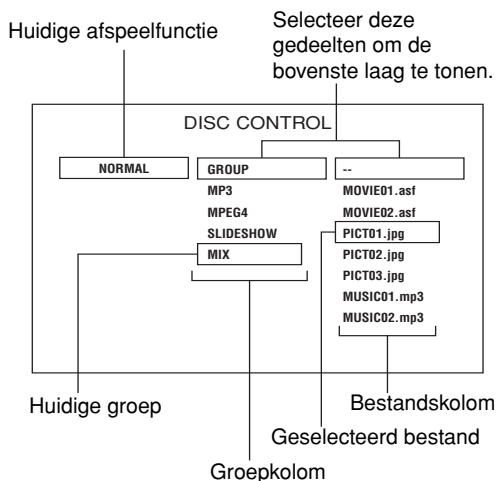 Huidige afspeelfunctie
Selecteer deze
gedeelten om de
bovenste laag te tonen.
DISC CONTROL
NORMAL
GROUP
MP3
MPEG4
SLIDESHOW
MIX
--
MOVIE01.asf
MOVIE02.asf
PICT01.jpg
PICT02.jpg
PICT03.jpg
MUSIC01.mp3
MUSIC02.mp3
Huidige groep
Bestandskolom
Geselecteerd bestand
Groepkolom